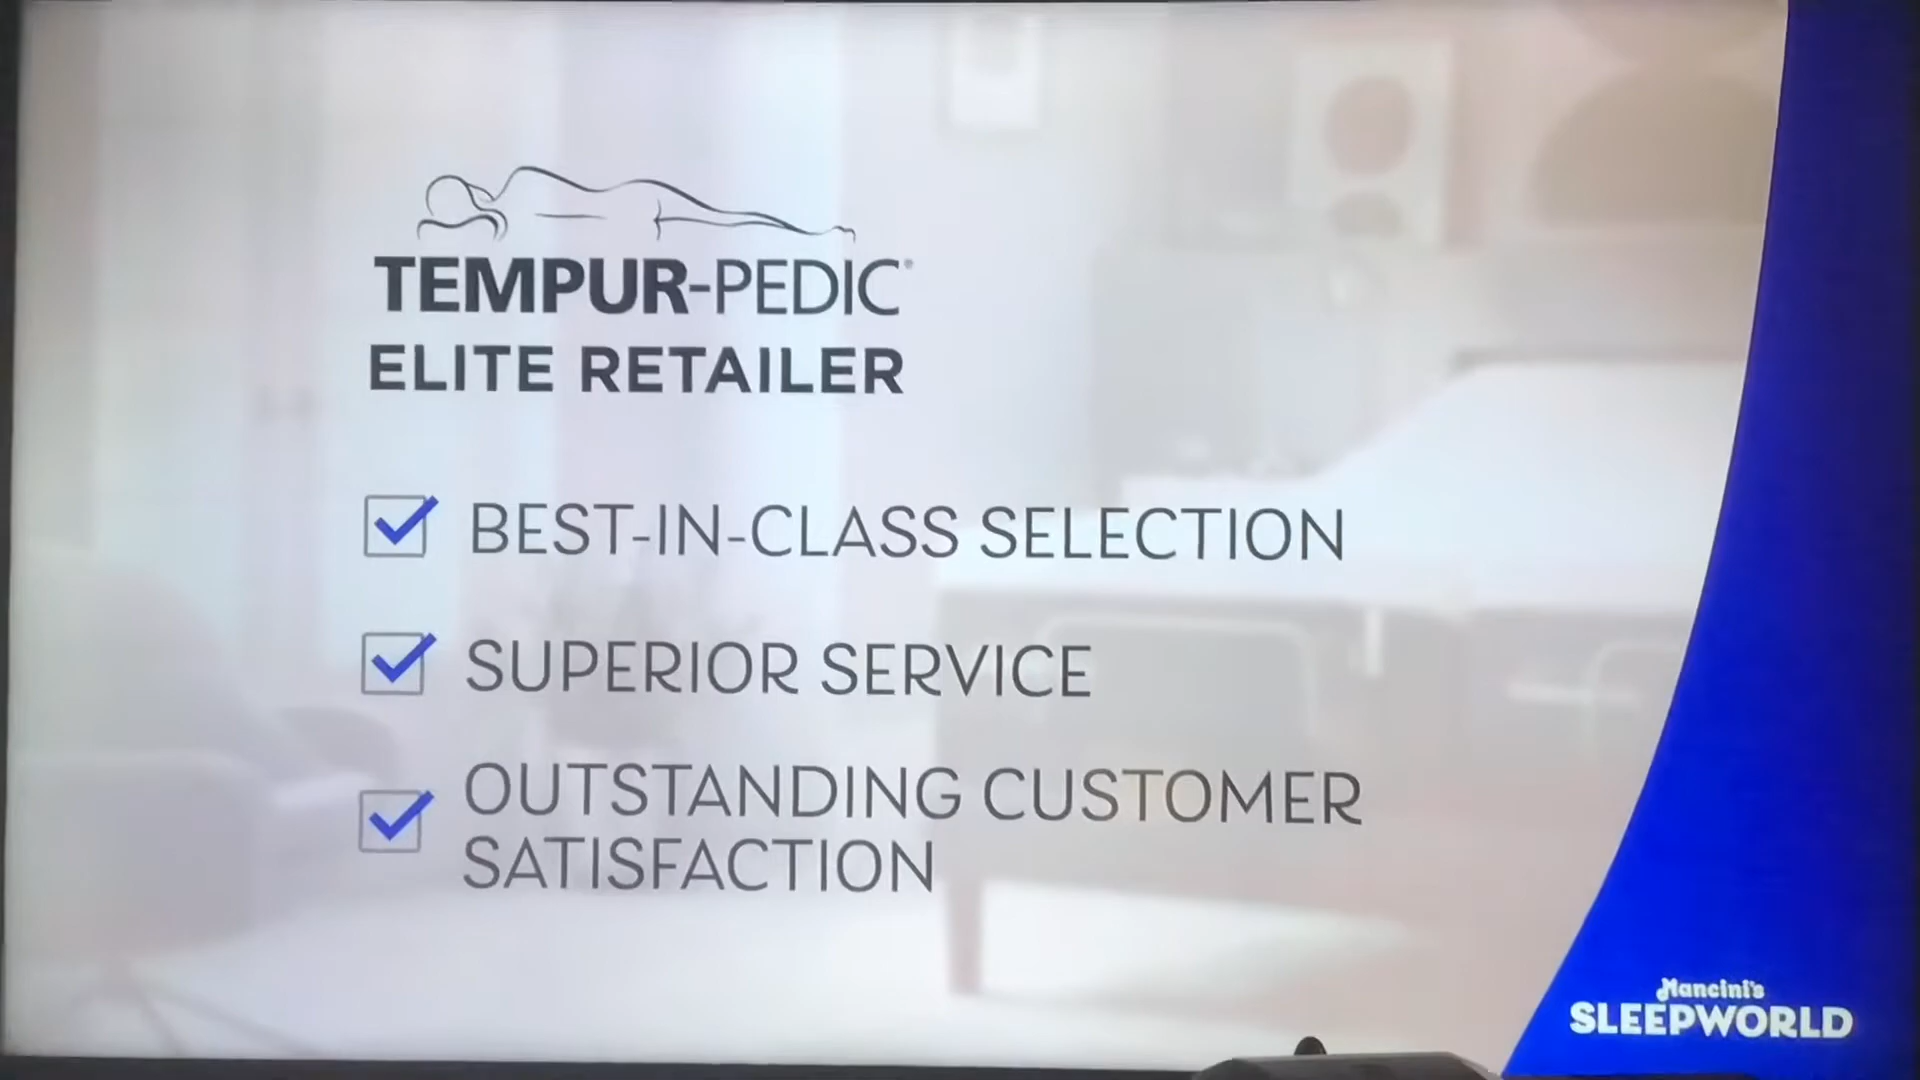 TEMPUR-PEDIC®
ELITE RETAILER
BEST-IN-CLASS SELECTION
SUPERIOR SERVICE
OUTSTANDING CUSTOMER
SATISFACTION
Mancini's
SLEEPWORLD